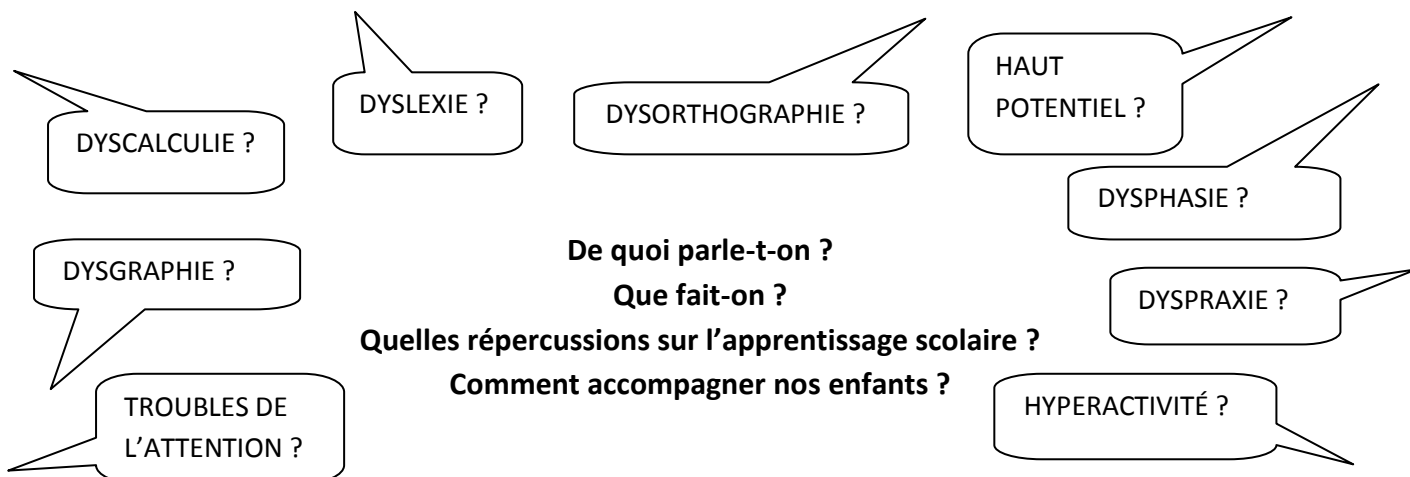 DYSCALCULIE ?
DYSLEXIE ?
DYSORTHOGRAPHIE ?
HAUT
POTENTIEL ?
DYSPHASIE ?
DYSGRAPHIE ?
De quoi parle-t-on ?
Que fait-on ?
Quelles répercussions sur l’apprentissage scolaire ?
Comment accompagner nos enfants ?
DYSPRAXIE ?
TROUBLES DE
L’ATTENTION ?
HYPERACTIVITÉ ?